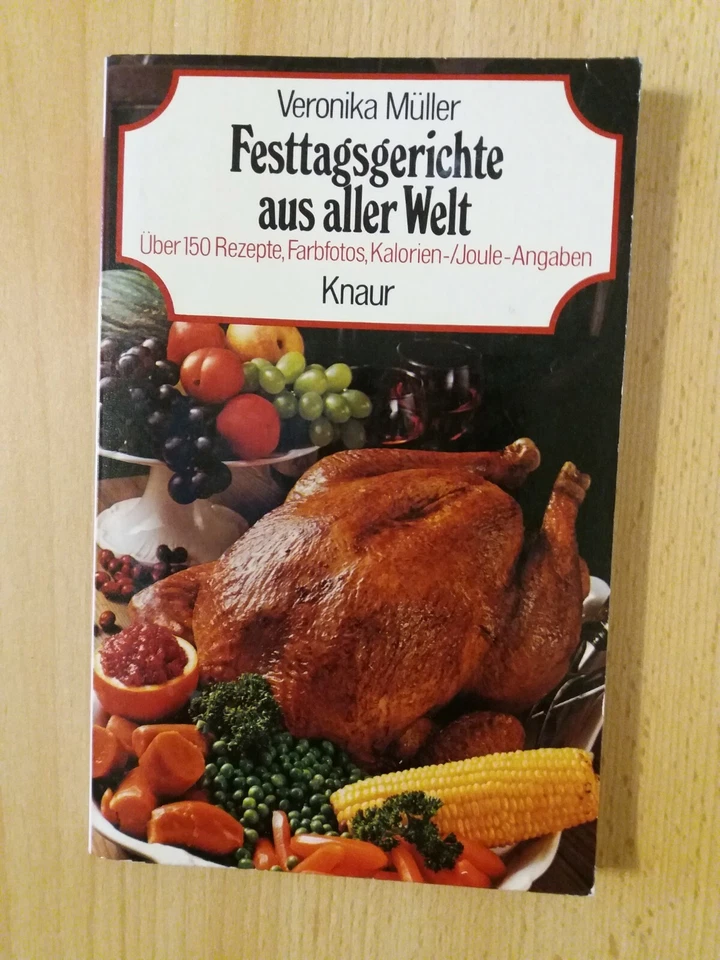 Veronika Müller
Festtagsgerichte
aus aller Welt
Über 150 Rezepte, Farbfotos, Kalorien-/Joule-Angaben
Knaur